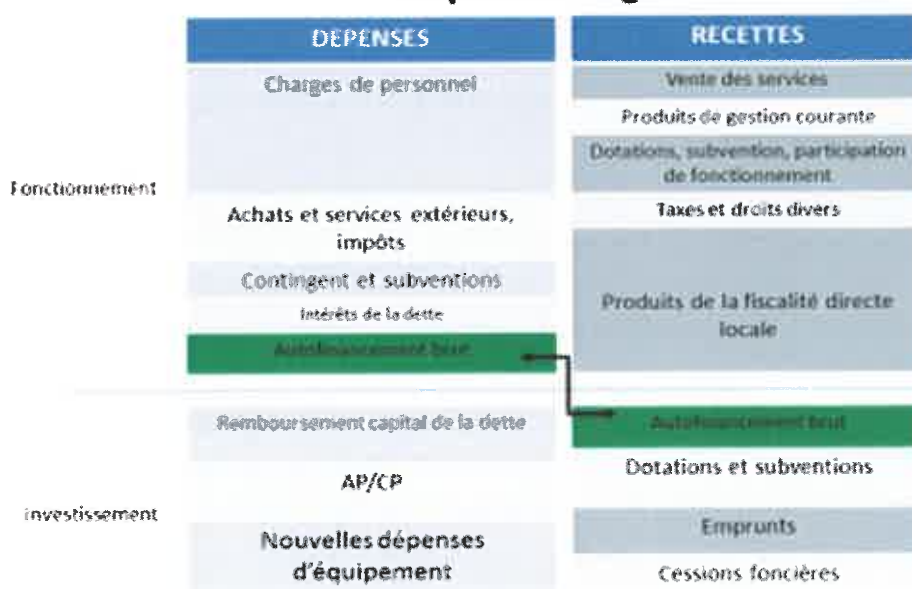 DEPENSES
RECETTES
Charges de personnel
Vente des services
Produits de gestion courante
Dotations, subvention, participation
de fonctionnement
Fonctionnement
Achats et services extérieurs,
impôts
Taxes et droits divers
Contingent et subventions
Intérêts de la dette
Produits de la fiscalité directe
locale
Autofinancement brut
Remboursement capital de la dette
Autofinancement brut
AP/CP
Dotations et subventions
Investissement
Nouvelles dépenses
d'équipement
Emprunts
Cessions foncières